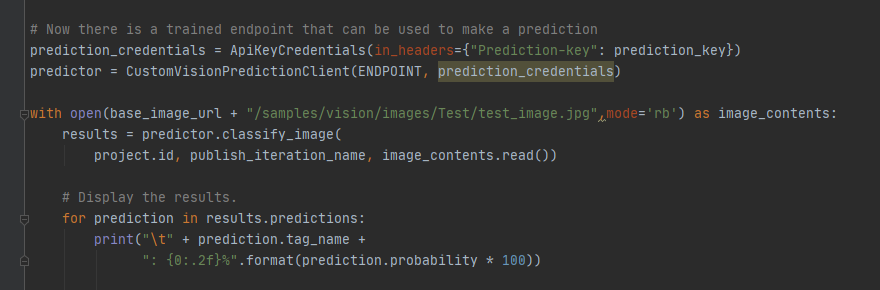 # Now there is a trained endpoint that can be used to make a prediction
prediction_credentials = ApiKeyCredentials(in_headers={"Prediction-key": prediction_key})
predictor = CustomVisionPredictionClient(ENDPOINT, prediction_credentials)
with open(base_image_url + "/samples/vision/images/Test/test_image.jpg",mode='rb') as image_contents:
results = predictor.classify_image(
project.id, publish_iteration_name, image_contents.read())
# Display the results.
for prediction in results.predictions:
print("\t" + prediction.tag_name +
": {0:.2f}%".format(prediction.probability * 100))